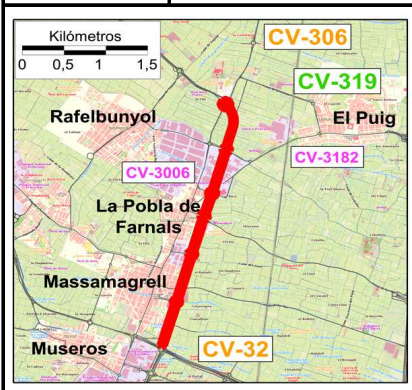 Kilómetros
0 0,5 1 1,5
CV-306
CV-319
Rafelbunyol
El Puig
CV-3006
CV-3182
La Pobla de
Farnals
Massamagrell
Museros
CV-32